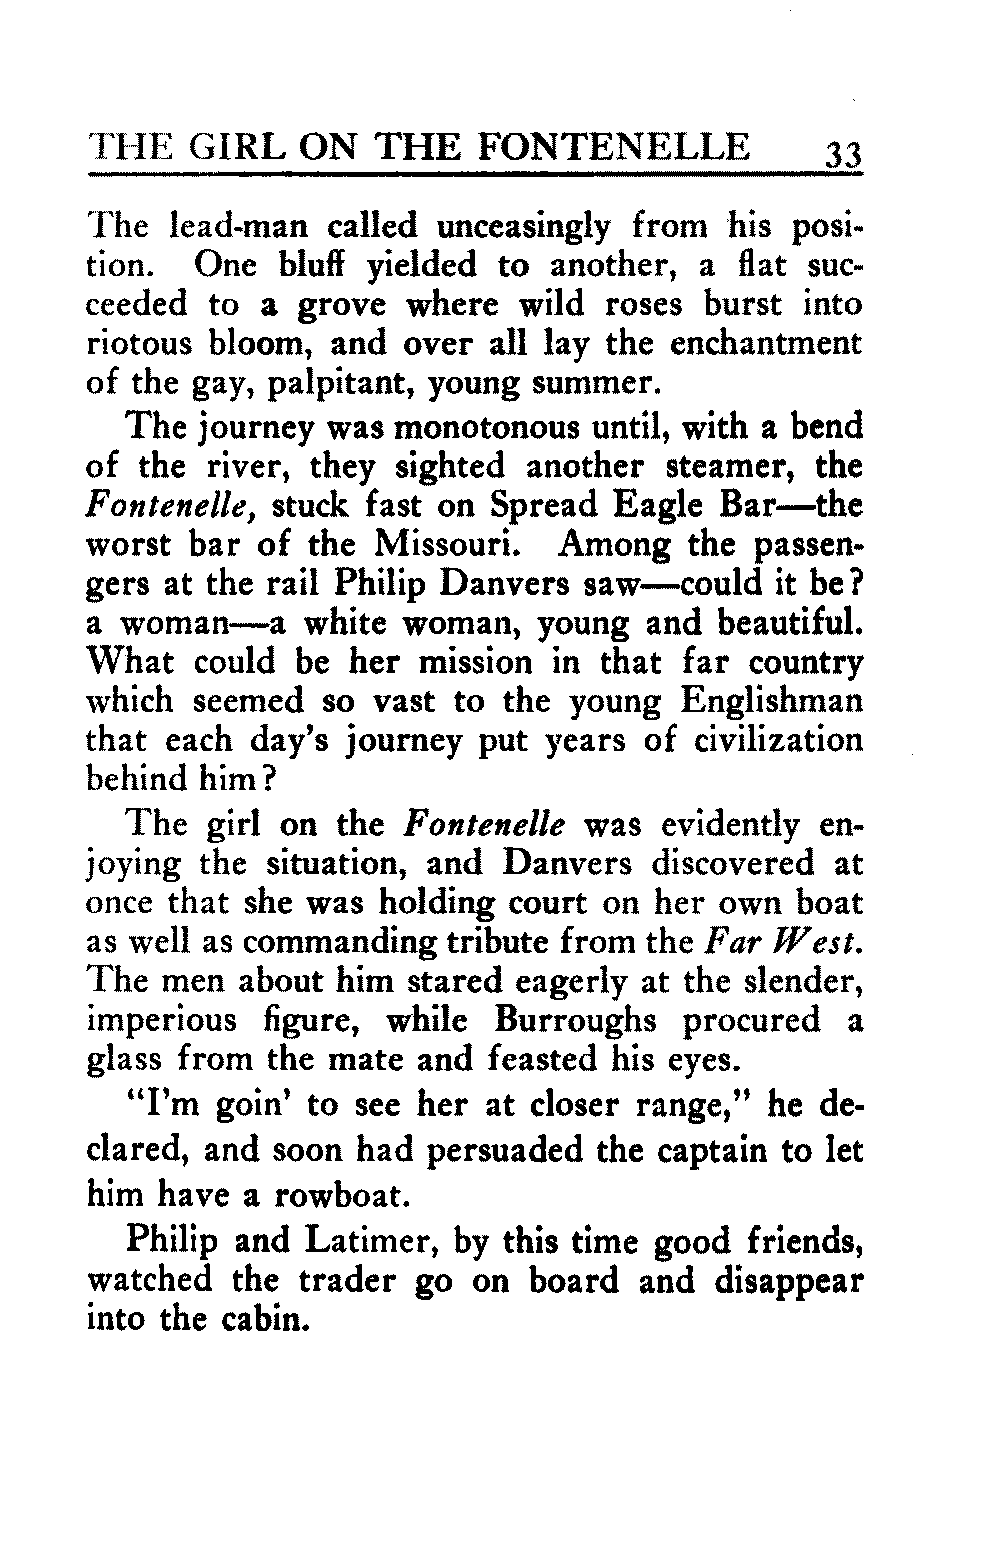 THE GIRL ON THE FONTENELLE 33
The lead-man called unceasingly from his posi-
tion. One bluff yielded to another, a flat suc-
ceeded to a grove where wild roses burst into
riotous bloom, and over all lay the enchantment
of the gay, palpitant, young summer.
The journey was monotonous until, with a bend
of the river, they sighted another steamer, the
Fontenelle, stuck fast on Spread Eagle Bar—the
worst bar of the Missouri. Among the passen-
gers at the rail Philip Danvers saw—could it be?
a woman—a white woman, young and beautiful.
What could be her mission in that far country
which seemed so vast to the young Englishman
that each day's journey put years of civilization
behind him?
The girl on the Fontenelle was evidently en-
joying the situation, and Danvers discovered at
once that she was holding court on her own boat
as well as commanding tribute from the Far West.
The men about him stared eagerly at the slender,
imperious figure, while Burroughs procured a
glass from the mate and feasted his eyes.
"I'm goin' to see her at closer range," he de-
clared, and soon had persuaded the captain to let
him have a rowboat.
Philip and Latimer, by this time good friends,
watched the trader go on board and disappear
into the cabin.